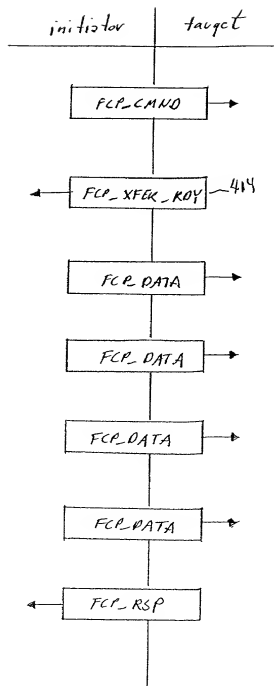 initiator target
FCP_CMND
FCP_XFER_RDY 414
FCP_DATA
FCP_DATA
FCP_DATA
FCP_DATA
FCP_RSP